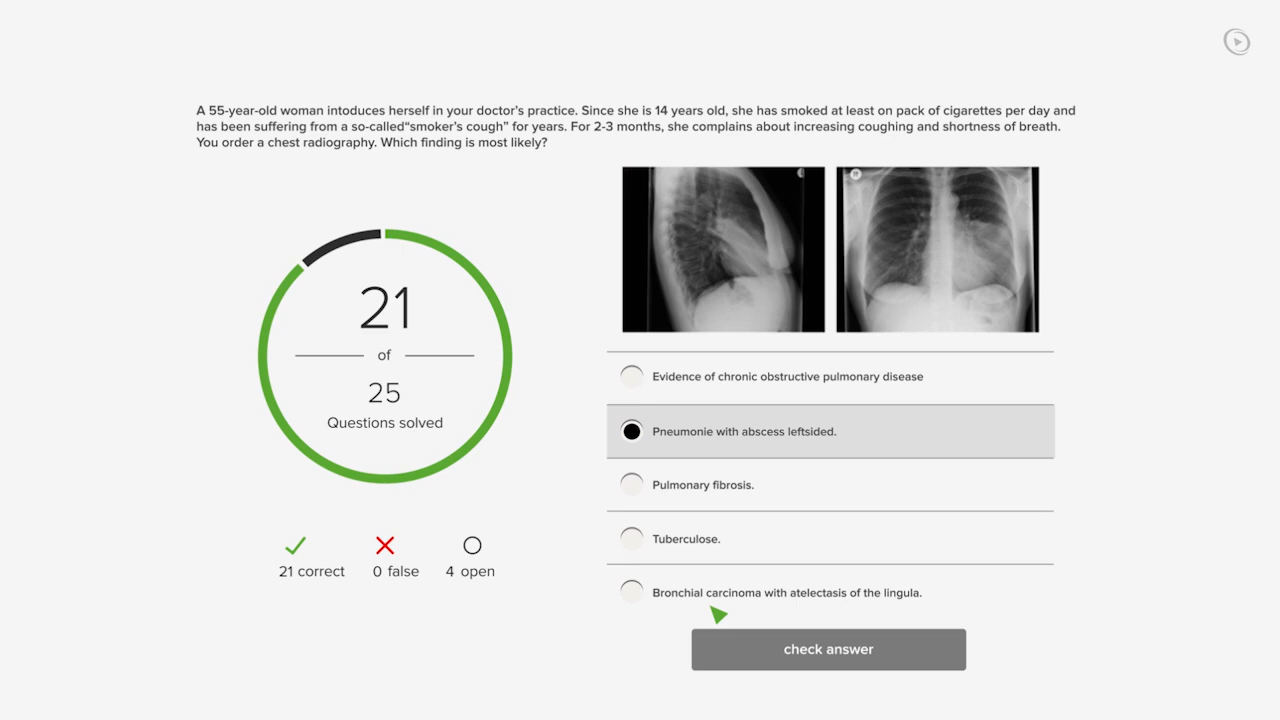 A 55-year-old woman intoduces herself in your doctor's practice. Since she is 14 years old, she has smoked at least on pack of cigarettes per day and
has been suffering from a so-called“smoker's cough” for years. For 2-3 months, she complains about increasing coughing and shortness of breath.
You order a chest radiography. Which finding is most likely?
21
of
25
Questions solved
21 correct
0 false
4 open
Evidence of chronic obstructive pulmonary disease
Pneumonie with abscess leftsided.
Pulmonary fibrosis.
Tuberculose.
Bronchial carcinoma with atelectasis of the lingula.
check answer